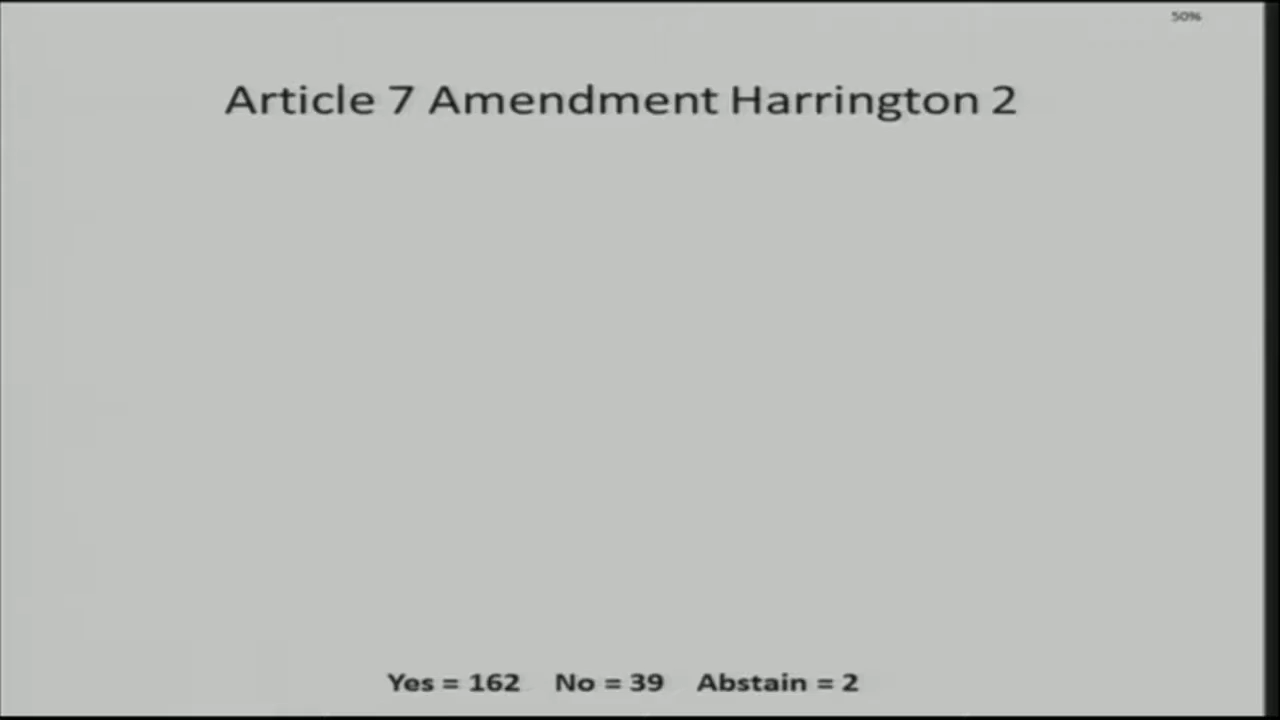 50%
Article 7 Amendment Harrington 2
Yes = 162 No = 39 Abstain = 2